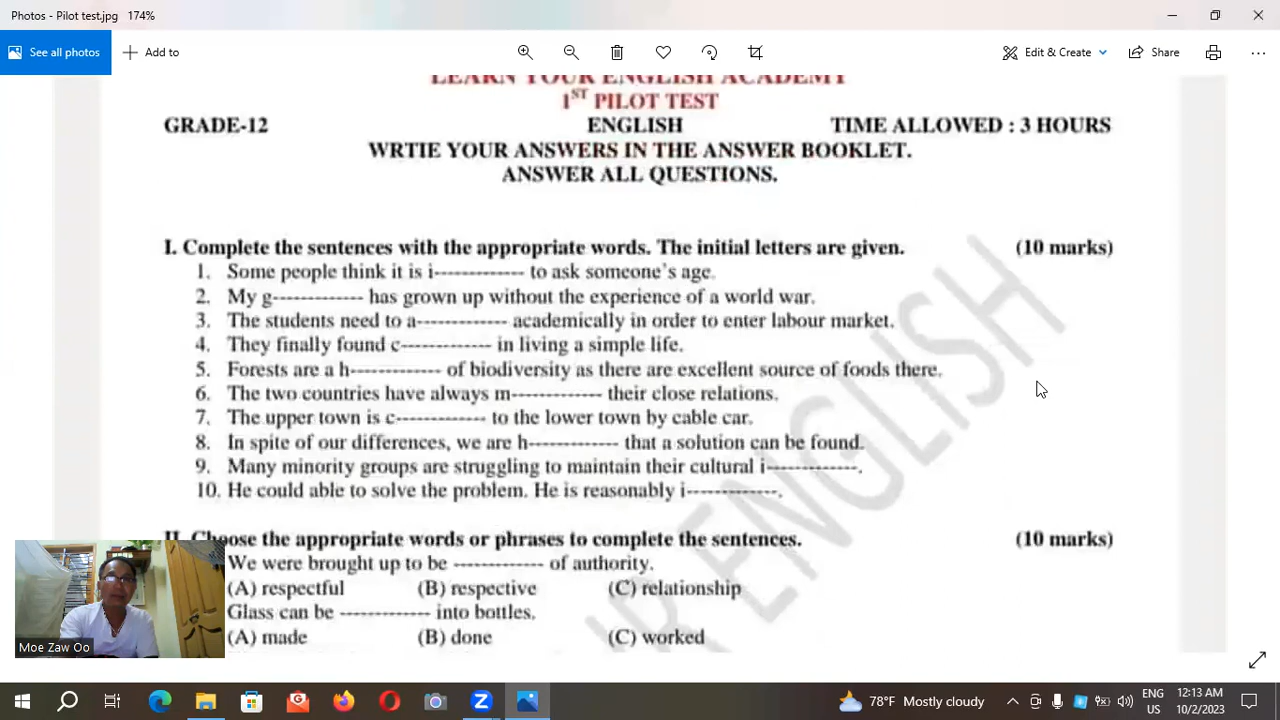 Photos - Pilot test.jpg 174%
See all photos
Add to
Edit & Create
Share
LEARN YOUR ENGLISH ACADEMY
1ST PILOT TEST
GRADE-12 ENGLISH TIME ALLOWED : 3 HOURS
WRTIE YOUR ANSWERS IN THE ANSWER BOOKLET.
ANSWER ALL QUESTIONS.
I. Complete the sentences with the appropriate words. The initial letters are given. (10 marks)
1. Some people think it is i------------- to ask someone's age.
2. My g------------- has grown up without the experience of a world war.
3. The students need to a------------- academically in order to enter labour market.
4. They finally found c------------- in living a simple life.
5. Forests are a h------------- of biodiversity as there are excellent source of foods there.
6. The two countries have always m------------- their close relations.
7. The upper town is c------------- to the lower town by cable car.
8. In spite of our differences, we are h------------- that a solution can be found.
9. Many minority groups are struggling to maintain their cultural i-------------.
10. He could able to solve the problem. He is reasonably i-------------.
II. Choose the appropriate words or phrases to complete the sentences. (10 marks)
We were brought up to be ------------- of authority.
(A) respectful (B) respective (C) relationship
Glass can be ------------- into bottles.
(A) made (B) done (C) worked
ENGLISH
Moe Zaw Oo
78°F Mostly cloudy
ENG
US
12:13 AM
10/2/2023